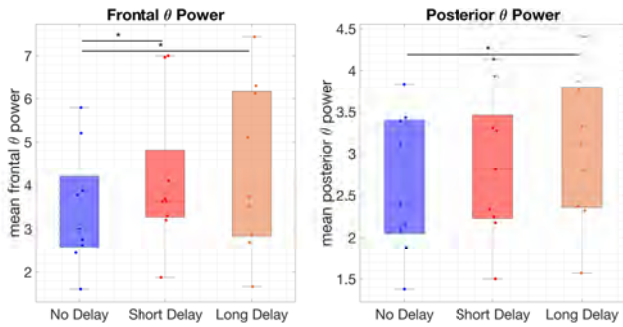 Frontal θ Power
*
*
7
6
5
4
3
2
mean frontal θ power
No Delay Short Delay Long Delay
Posterior θ Power
*
4.5
4
3.5
3
2.5
2
1.5
mean posterior θ power
No Delay Short Delay Long Delay